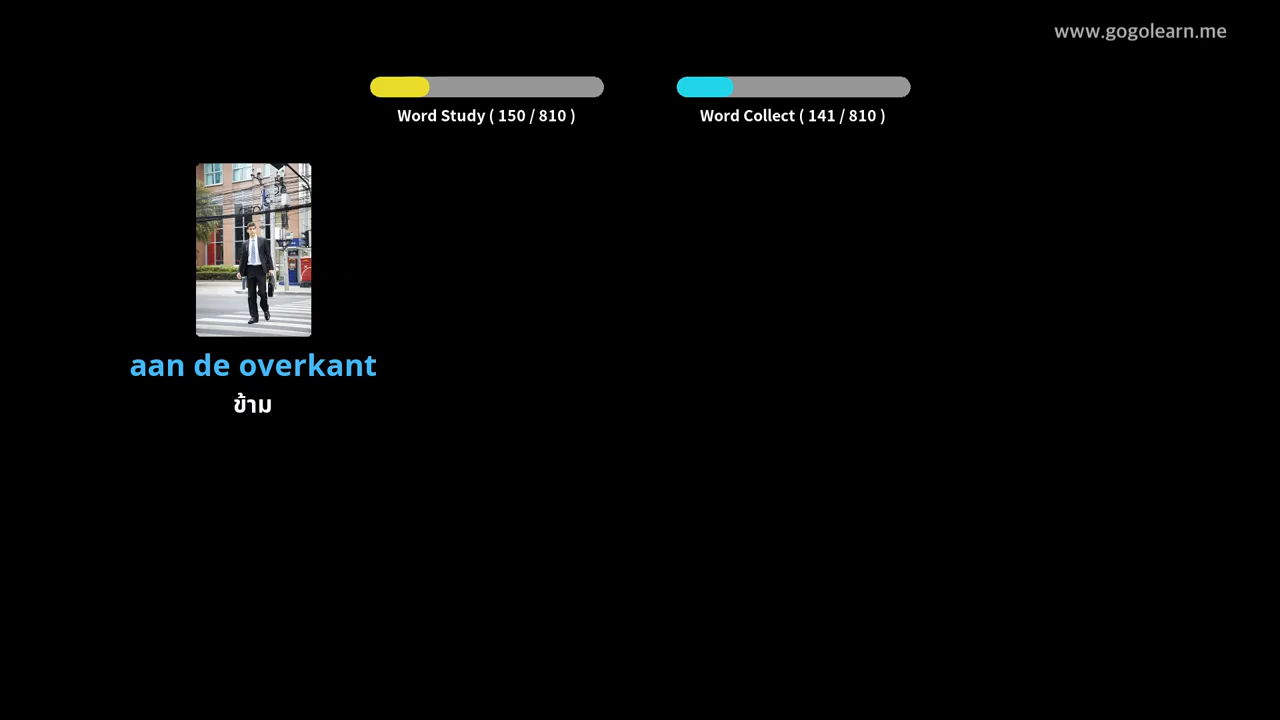 www.gogolearn.me
Word Study ( 150 / 810 )
Word Collect ( 141 / 810 )
aan de overkant
ข้าม